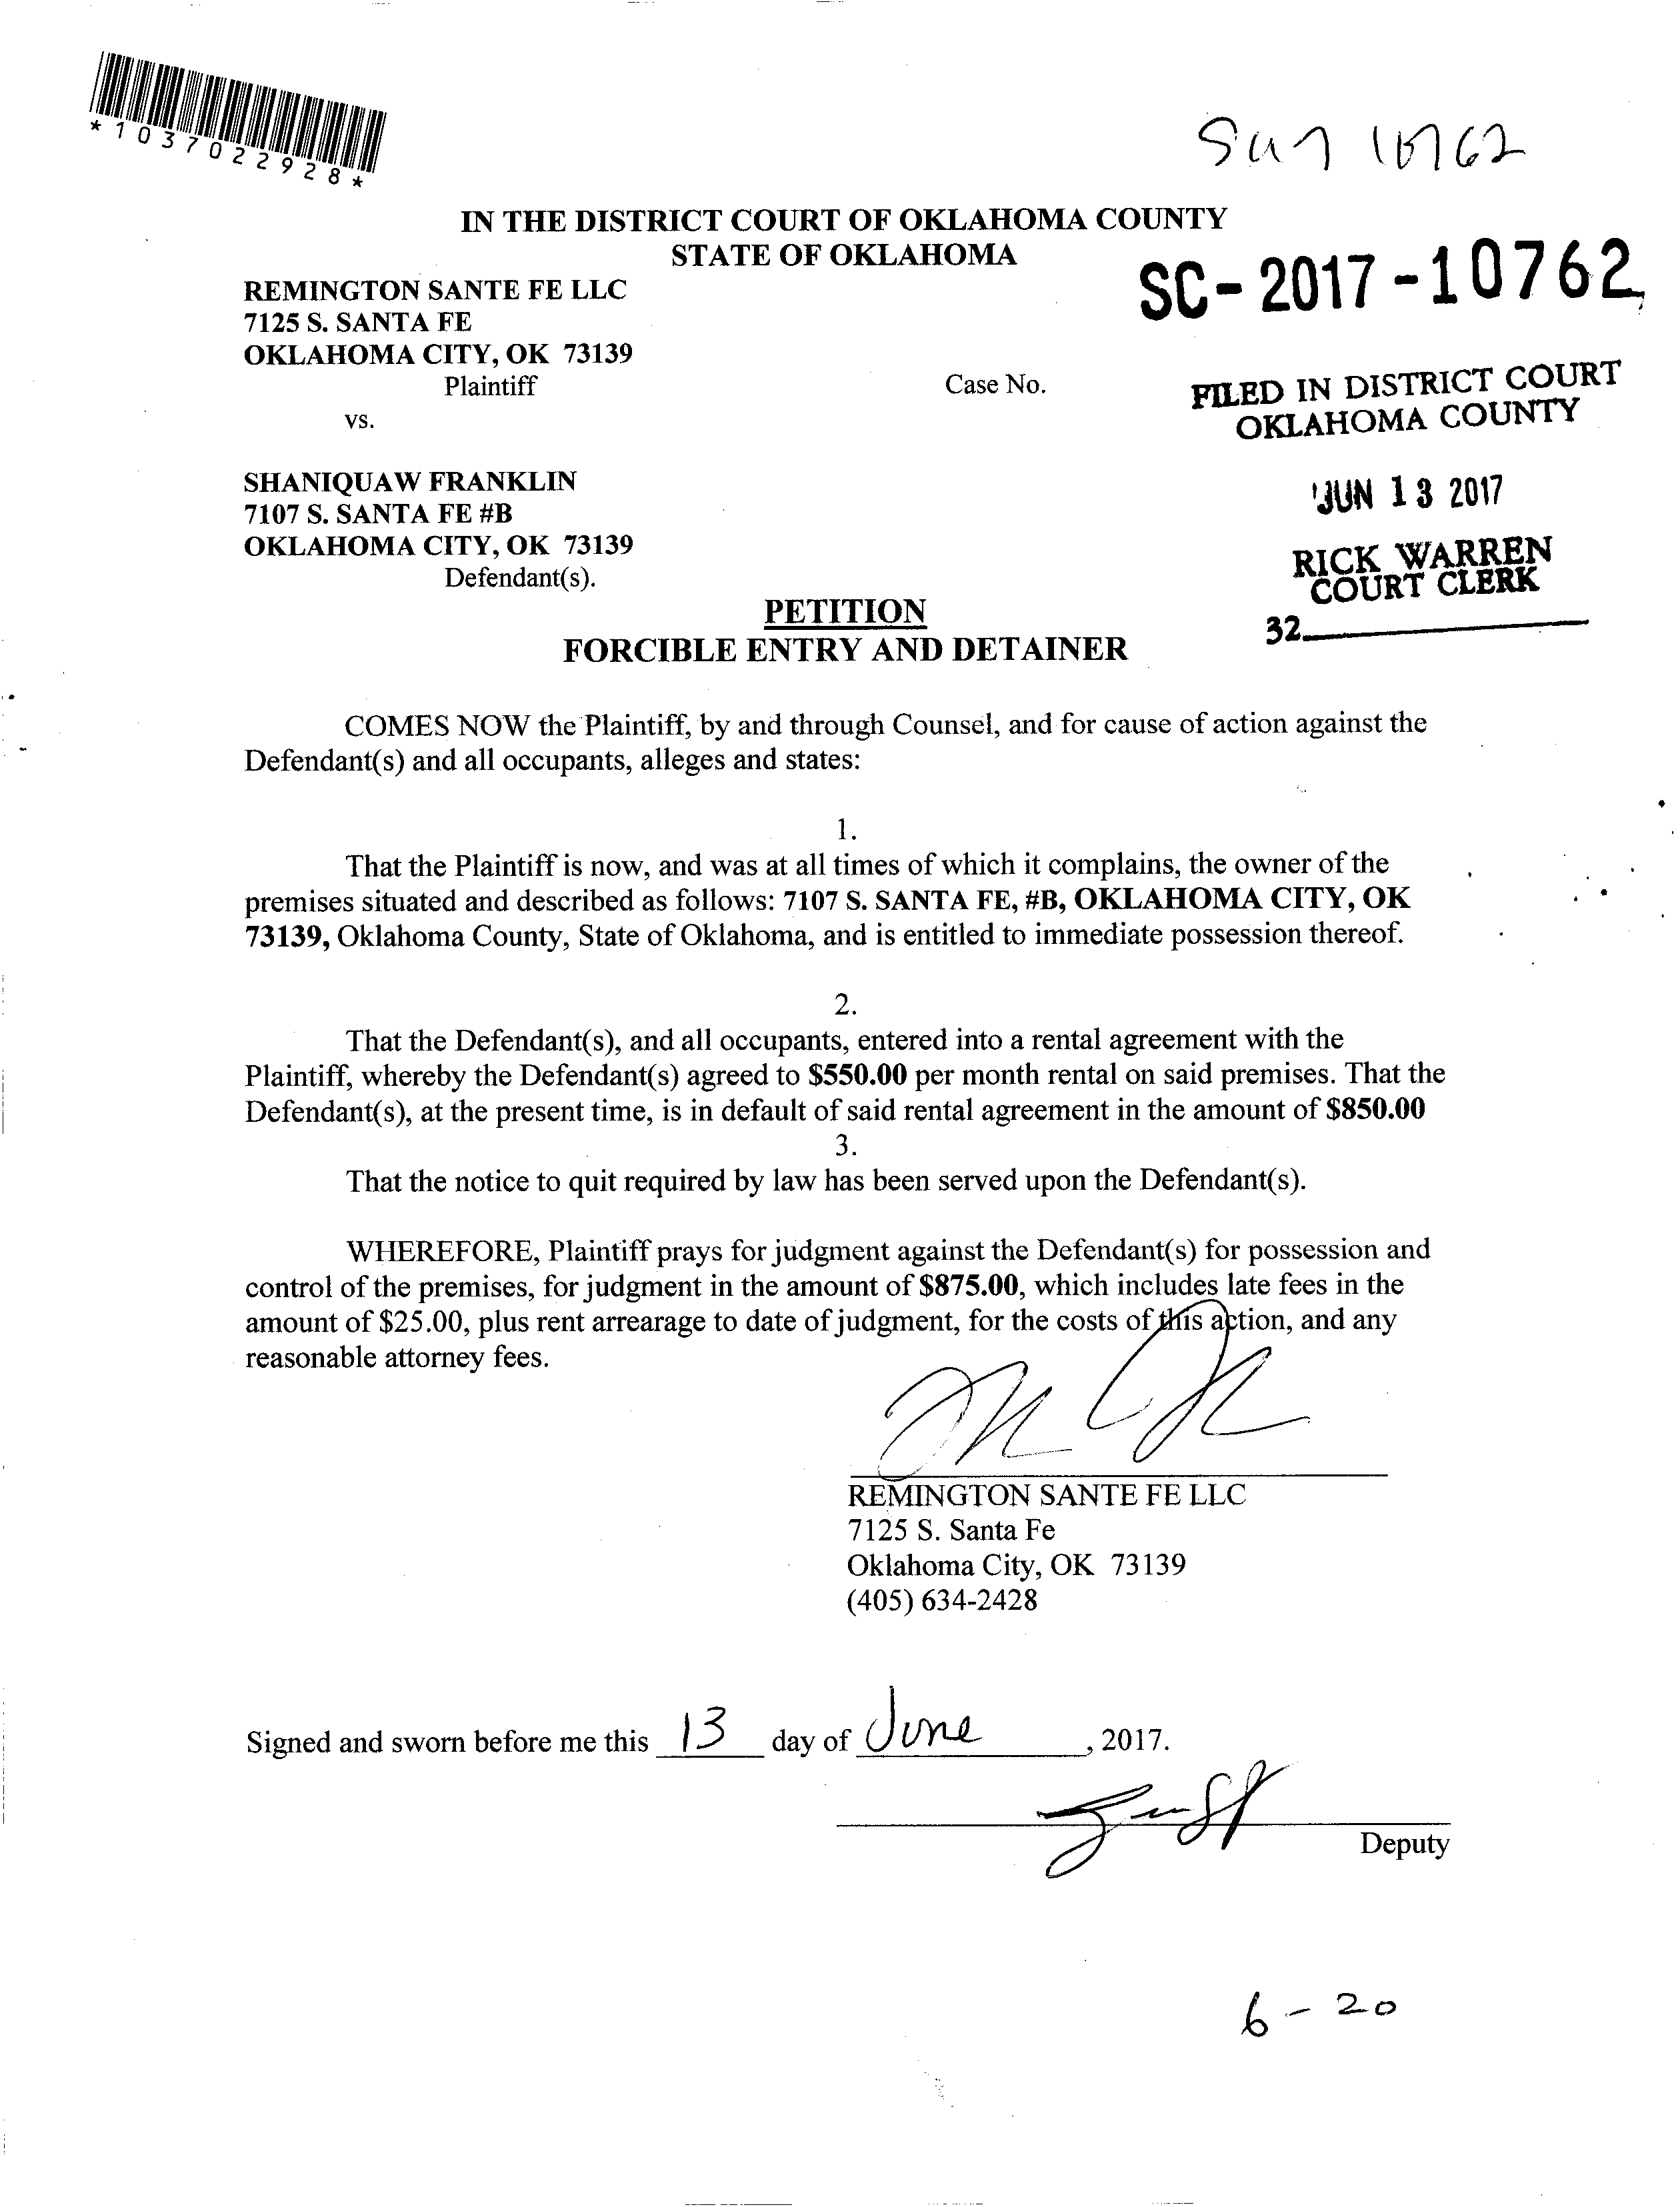 *1037022928*
10762
IN THE DISTRICT COURT OF OKLAHOMA COUNTY
STATE OF OKLAHOMA
SC-2017-10762
REMINGTON SANTE FE LLC
7125 S. SANTA FE
OKLAHOMA CITY, OK 73139
Plaintiff
Case No.
FILED IN DISTRICT COURT
OKLAHOMA COUNTY
vs.
SHANIQUAW FRANKLIN
7107 S. SANTA FE #B
OKLAHOMA CITY, OK 73139
Defendant(s).
JUN 13 2017
RICK WARREN
COURT CLERK
32
PETITION
FORCIBLE ENTRY AND DETAINER
COMES NOW the Plaintiff, by and through Counsel, and for cause of action against the
Defendant(s) and all occupants, alleges and states:
1.
That the Plaintiff is now, and was at all times of which it complains, the owner of the
premises situated and described as follows: 7107 S. SANTA FE, #B, OKLAHOMA CITY, OK
73139, Oklahoma County, State of Oklahoma, and is entitled to immediate possession thereof.
2.
That the Defendant(s), and all occupants, entered into a rental agreement with the
Plaintiff, whereby the Defendant(s) agreed to $550.00 per month rental on said premises. That the
Defendant(s), at the present time, is in default of said rental agreement in the amount of $850.00
3.
That the notice to quit required by law has been served upon the Defendant(s).
WHEREFORE, Plaintiff prays for judgment against the Defendant(s) for possession and
control of the premises, for judgment in the amount of $875.00, which includes late fees in the
amount of $25.00, plus rent arrearage to date of judgment, for the costs of this action, and any
reasonable attorney fees.
REMINGTON SANTE FE LLC
7125 S. Santa Fe
Oklahoma City, OK 73139
(405) 634-2428
Signed and sworn before me this 13 day of June, 2017.
Deputy
6-20